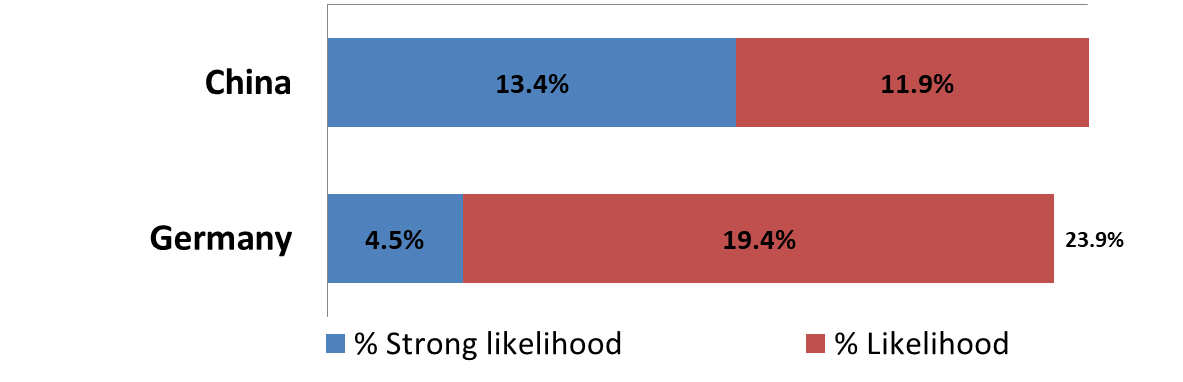 China 13.4% 11.9%
Germany 4.5% 19.4% 23.9%
% Strong likelihood % Likelihood